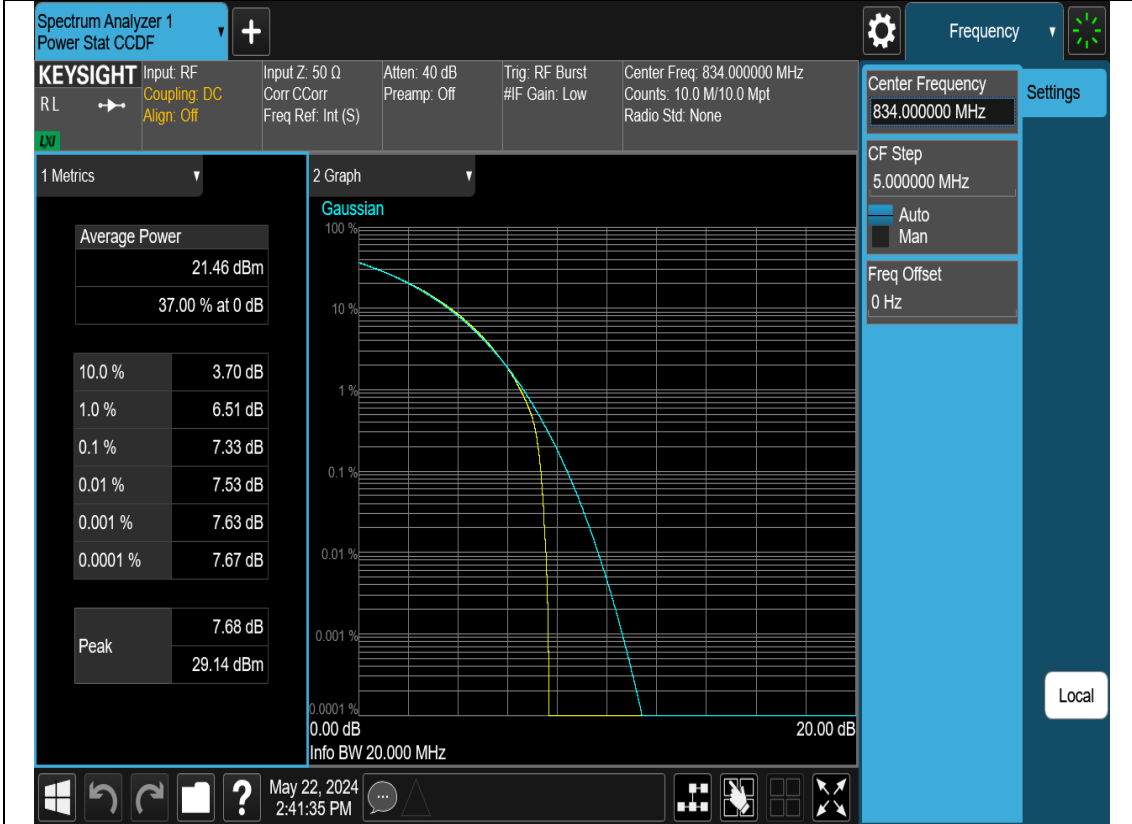 Spectrum Analyzer 1
Power Stat CCDF
Frequency
KEYSIGHT
RL
LXI
Input: RF
Coupling: DC
Align: Off
Input Z: 50 Ω
Corr CCorr
Freq Ref: Int (S)
Atten: 40 dB
Preamp: Off
Trig: RF Burst
#IF Gain: Low
Center Freq: 834.000000 MHz
Counts: 10.0 M/10.0 Mpt
Radio Std: None
Center Frequency
834.000000 MHz
Settings
CF Step
5.000000 MHz
Auto
Man
Freq Offset
0 Hz
Local
1 Metrics
Average Power
21.46 dBm
37.00 % at 0 dB
10.0 % 3.70 dB
1.0 % 6.51 dB
0.1 % 7.33 dB
0.01 % 7.53 dB
0.001 % 7.63 dB
0.0001 % 7.67 dB
Peak
7.68 dB
29.14 dBm
2 Graph
Gaussian
100 %
10 %
1 %
0.1 %
0.01 %
0.001 %
0.0001 %
0.00 dB 20.00 dB
Info BW 20.000 MHz
?
May 22, 2024
2:41:35 PM